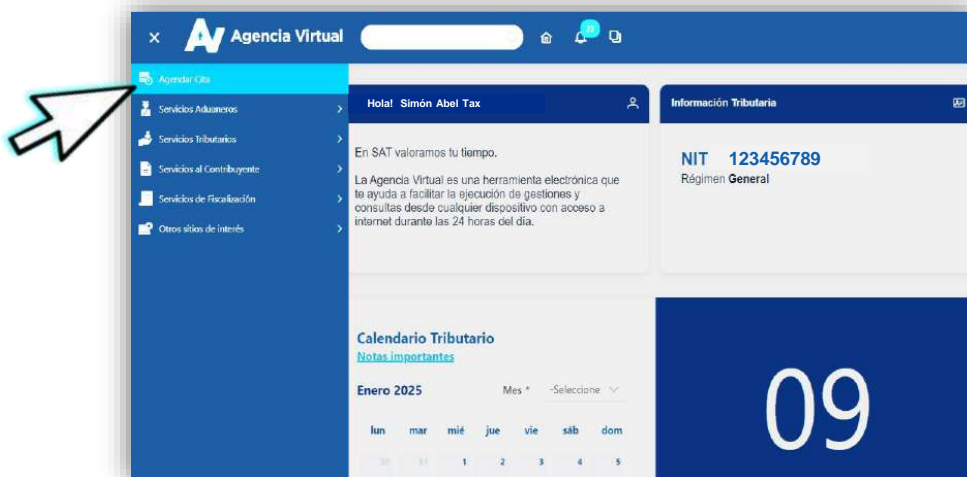 Agencia Virtual
Agendar Cita
Servicios Aduaneros
Servicios Tributarios
Servicios al Contribuyente
Servicios de Fiscalización
Otros sitios de interés
Hola! Simón Abel Tax
En SAT valoramos tu tiempo.
La Agencia Virtual es una herramienta electrónica que
te ayuda a facilitar la ejecución de gestiones y
consultas desde cualquier dispositivo con acceso a
internet durante las 24 horas del día.
Información Tributaria
NIT 123456789
Régimen General
Calendario Tributario
Notas importantes
Enero 2025 Mes * -Seleccione
lun mar mié jue vie sáb dom
30 31 1 2 3 4 5
09